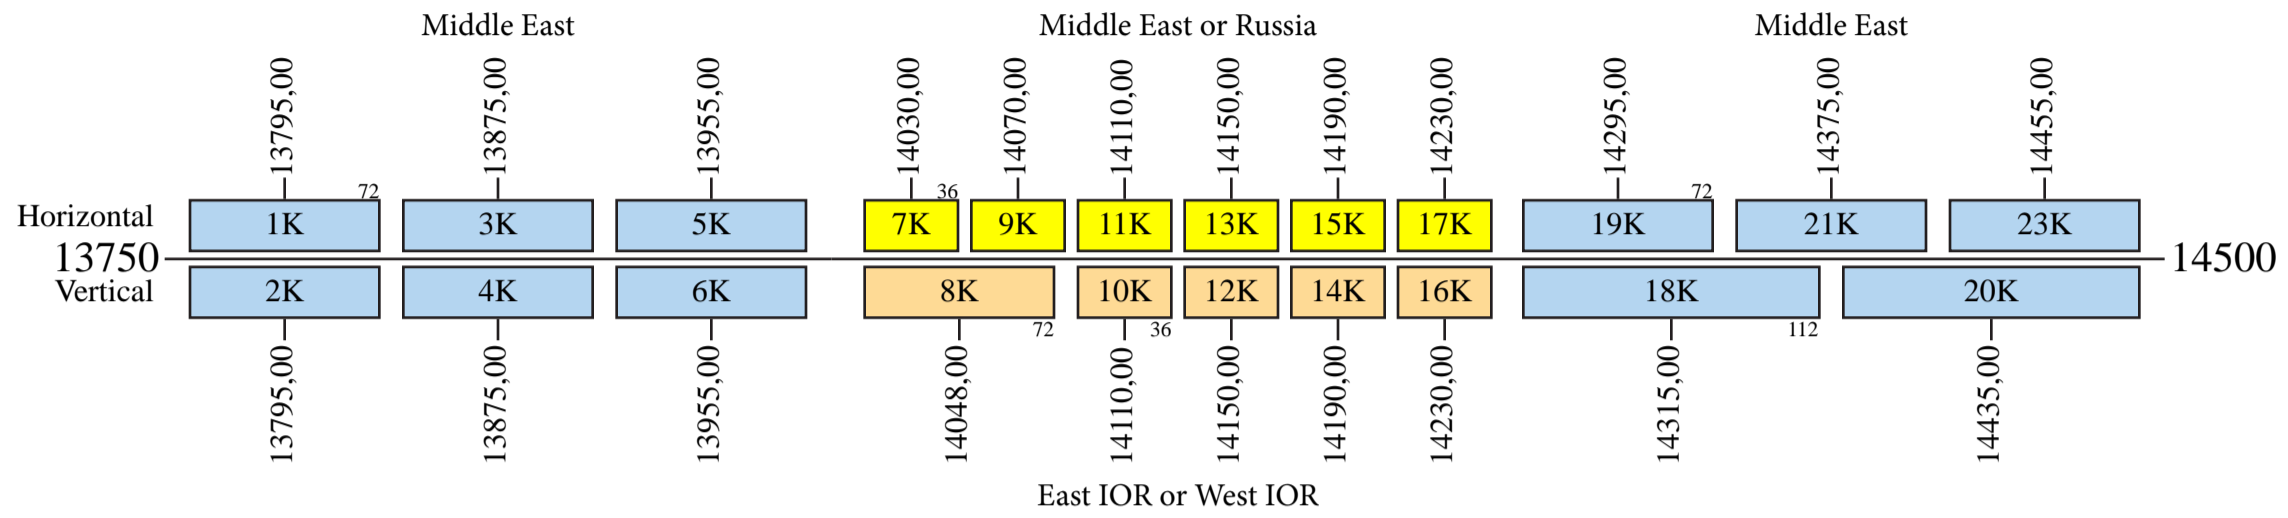 Middle East Middle East or Russia Middle East
13795,00 13875,00 13955,00 14030,00 14070,00 14110,00 14150,00 14190,00 14230,00 14295,00 14375,00 14455,00
72 36 72
Horizontal 1K 3K 5K 7K 9K 11K 13K 15K 17K 19K 21K 23K
13750 14500
Vertical 2K 4K 6K 8K 10K 12K 14K 16K 18K 20K
72 36 112
13795,00 13875,00 13955,00 14048,00 14110,00 14150,00 14190,00 14230,00 14315,00 14435,00
East IOR or West IOR